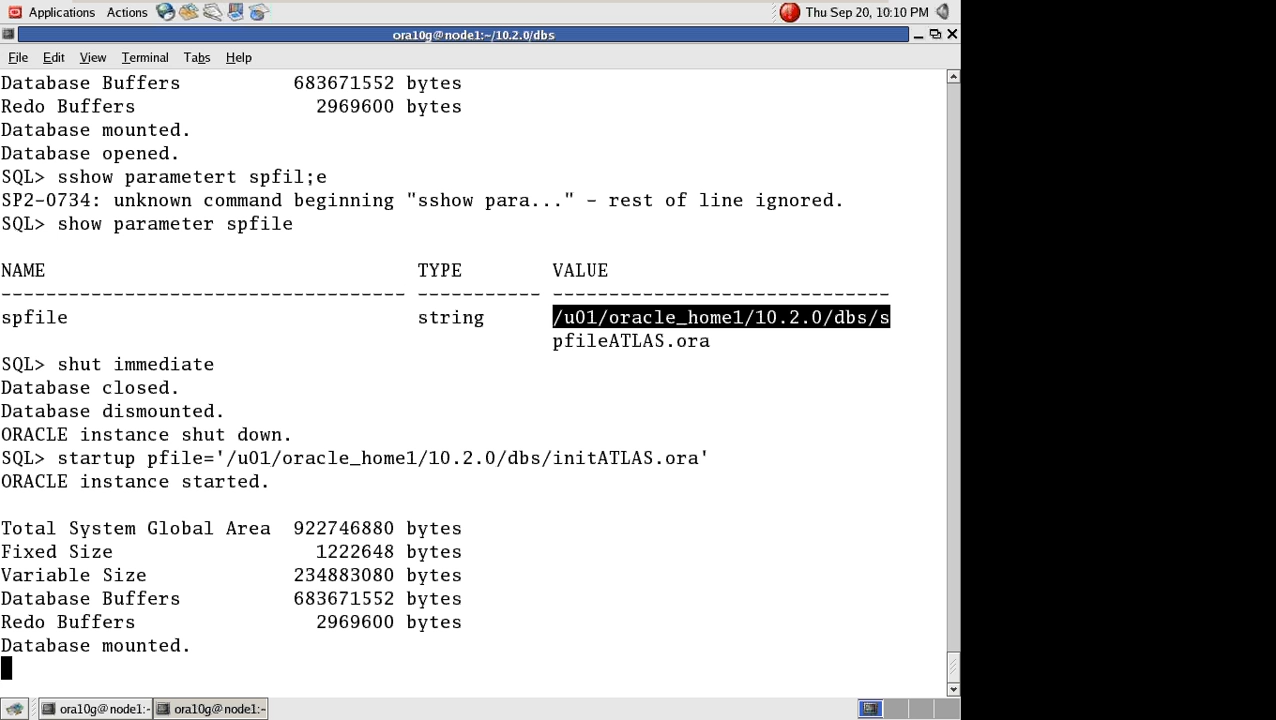 Applications Actions Thu Sep 20, 10:10 PM
ora10g@node1:~/10.2.0/dbs
File Edit View Terminal Tabs Help
Database Buffers 683671552 bytes
Redo Buffers 2969600 bytes
Database mounted.
Database opened.
SQL> sshow parametert spfil;e
SP2-0734: unknown command beginning "sshow para..." - rest of line ignored.
SQL> show parameter spfile
NAME TYPE VALUE
------------------------------------ ----------- ------------------------------
spfile string /u01/oracle_home1/10.2.0/dbs/s
pfileATLAS.ora
SQL> shut immediate
Database closed.
Database dismounted.
ORACLE instance shut down.
SQL> startup pfile='/u01/oracle_home1/10.2.0/dbs/initATLAS.ora'
ORACLE instance started.
Total System Global Area 922746880 bytes
Fixed Size 1222648 bytes
Variable Size 234883080 bytes
Database Buffers 683671552 bytes
Redo Buffers 2969600 bytes
Database mounted.
ora10g@node1:- ora10g@node1:-